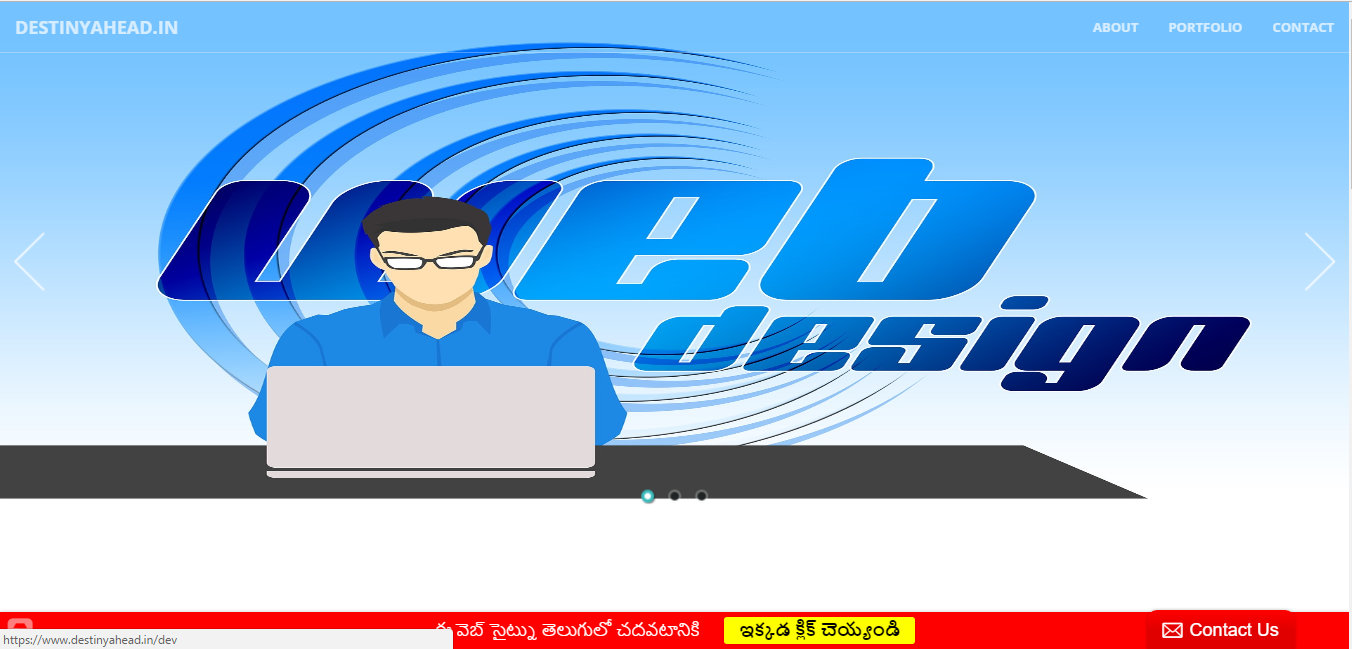 DESTINYAHEAD.IN
ABOUT PORTFOLIO CONTACT
web
design
వెబ్ సైట్ను తెలుగులో చదవటానికి ఇక్కడ క్లిక్ చెయ్యండి
Contact Us
https://www.destinyahead.in/dev